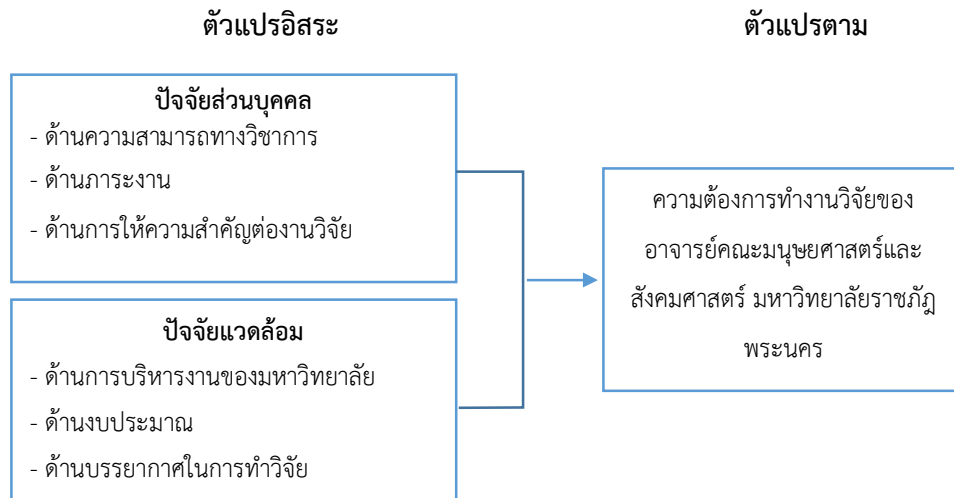 ตัวแปรอิสระ
ตัวแปรตาม
ปัจจัยส่วนบุคคล
- ด้านความสามารถทางวิชาการ
- ด้านภาระงาน
- ด้านการให้ความสำคัญต่องานวิจัย
ปัจจัยแวดล้อม
- ด้านการบริหารงานของมหาวิทยาลัย
- ด้านงบประมาณ
- ด้านบรรยากาศในการทำวิจัย
ความต้องการทำงานวิจัยของ
อาจารย์คณะมนุษยศาสตร์และ
สังคมศาสตร์ มหาวิทยาลัยราชภัฏ
พระนคร